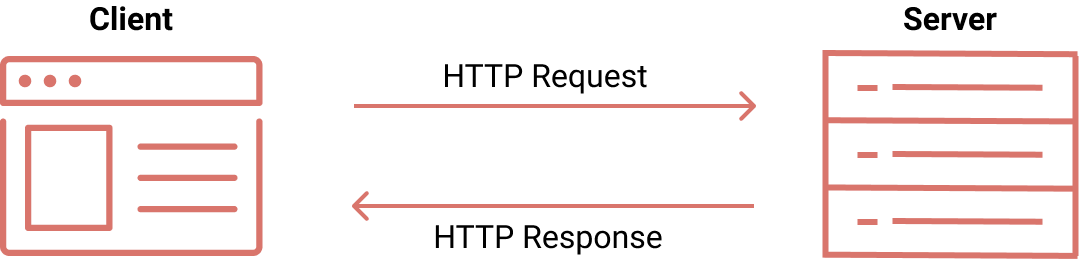 Client
Server
HTTP Request
HTTP Response